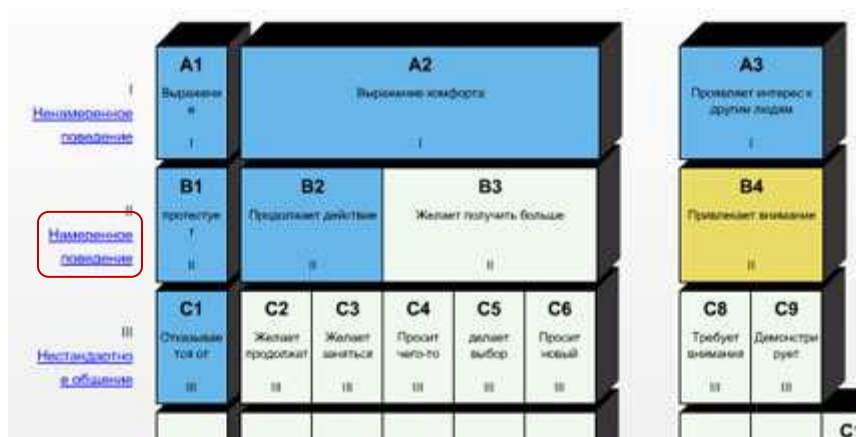 A1
A2
A3
I
Ненамеренное
поведение
Выражени
е
I
Выражение комфорта
I
Проявляет интерес к
другим людям
I
B1
B2
B3
B4
II
Намеренное
поведение
протестуе
т
II
Продолжает действие
II
Желает получить больше
II
Привлекает внимание
II
C1
C2
C3
C4
C5
C6
C8
C9
III
Нестандартно
е общение
Отказывае
тся от
III
Желает
продолжат
III
Желает
заняться
III
Просит
чего-то
III
делает
выбор
III
Просит
новый
III
Требует
внимания
III
Демонстри
рует
III